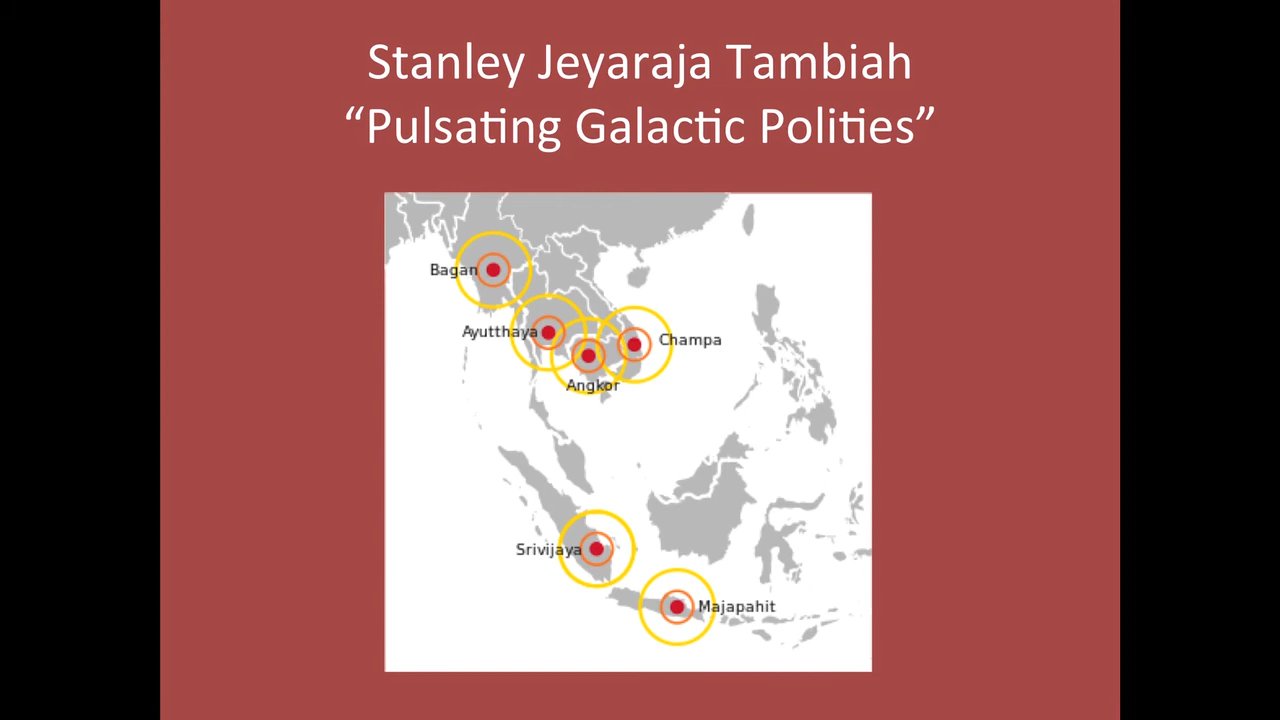 Stanley Jeyaraja Tambiah
“Pulsating Galactic Polities”
Bagan
Ayutthaya
Champa
Angkor
Srivijaya
Majapahit